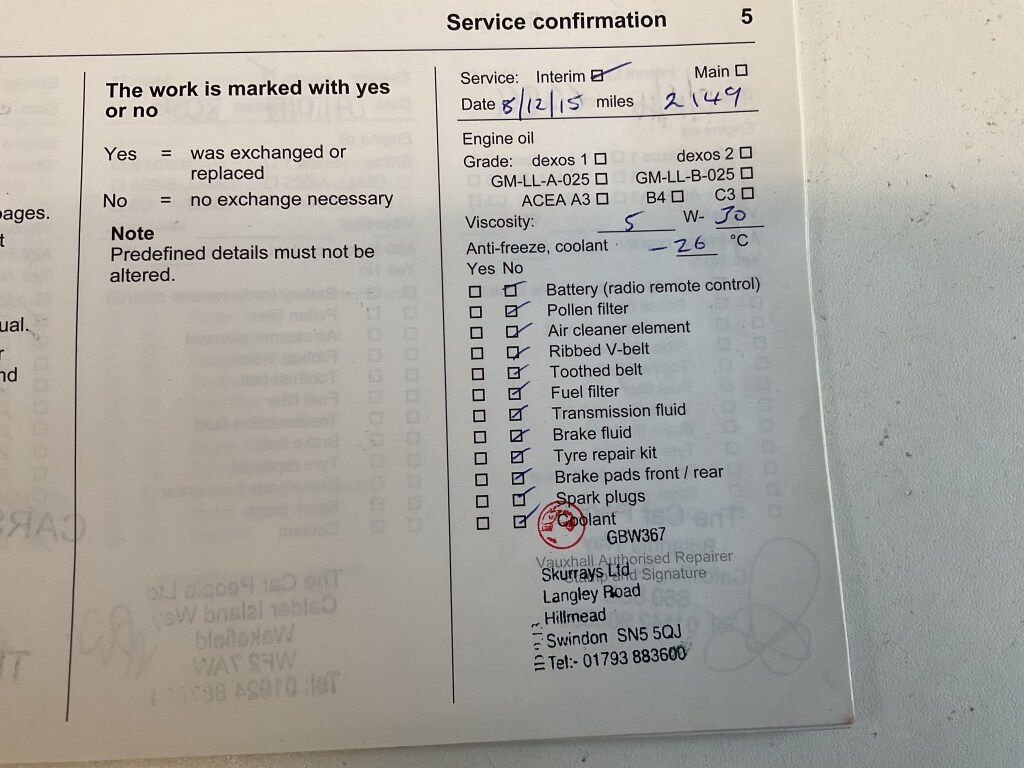 Service confirmation 5
ages.
t
ual.
r
nd
The work is marked with yes
or no
Yes = was exchanged or
replaced
No = no exchange necessary
Note
Predefined details must not be
altered.
Service: Interim ☑ Main ☐
Date 8/12/15 miles 2149
Engine oil
Grade: dexos 1 ☐ dexos 2 ☐
GM-LL-A-025 ☐ GM-LL-B-025 ☐
ACEA A3 ☐ B4 ☐ C3 ☐
Viscosity: 5 W- 30
Anti-freeze, coolant -26 °C
Yes No
☐ ☑ Battery (radio remote control)
☐ ☑ Pollen filter
☐ ☑ Air cleaner element
☐ ☑ Ribbed V-belt
☐ ☑ Toothed belt
☐ ☑ Fuel filter
☐ ☑ Transmission fluid
☐ ☑ Brake fluid
☐ ☑ Tyre repair kit
☐ ☑ Brake pads front / rear
☐ ☑ Spark plugs
☐ ☑ Coolant
GBW367
Vauxhall Authorised Repairer
Stamp and Signature
Skurrays Ltd
Langley Road
Hillmead
Swindon SN5 5QJ
Tel:- 01793 883600